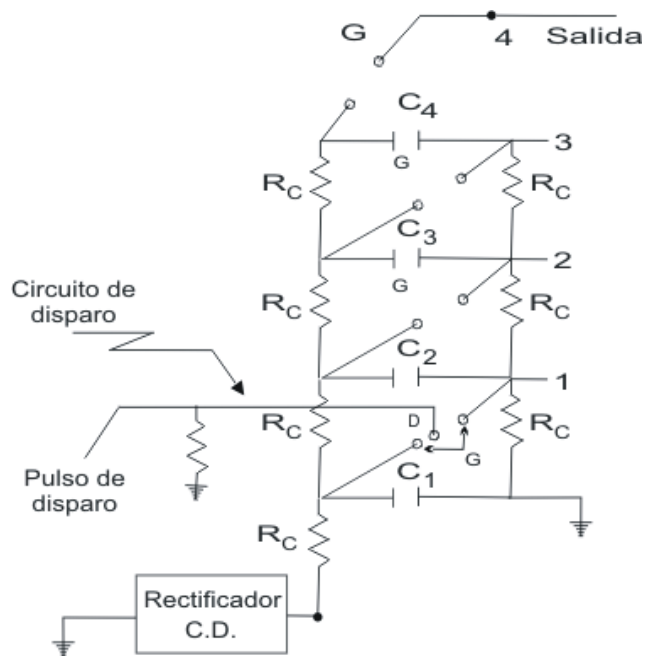 G
4 Salida
C4
G
3
RC
RC
C3
G
2
Circuito de
disparo
RC
RC
C2
1
D
RC
RC
G
Pulso de
disparo
C1
RC
Rectificador
C.D.